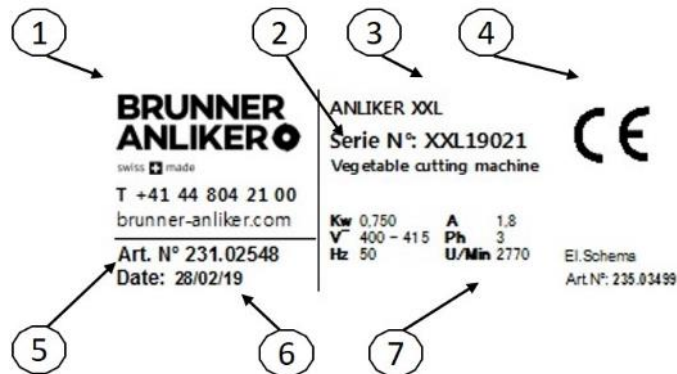 1
2
3
4
BRUNNER
ANLIKER
swiss made
T +41 44 804 21 00
brunner-anliker.com
Art. N° 231.02548
Date: 28/02/19
ANLIKER XXL
Serie N°: XXL19021
Vegetable cutting machine
Kw 0,750 A 1,8
V~ 400 - 415 Ph 3
Hz 50 U/Min 2770
CE
El.Schema
Art.N°: 235.03499
5
6
7